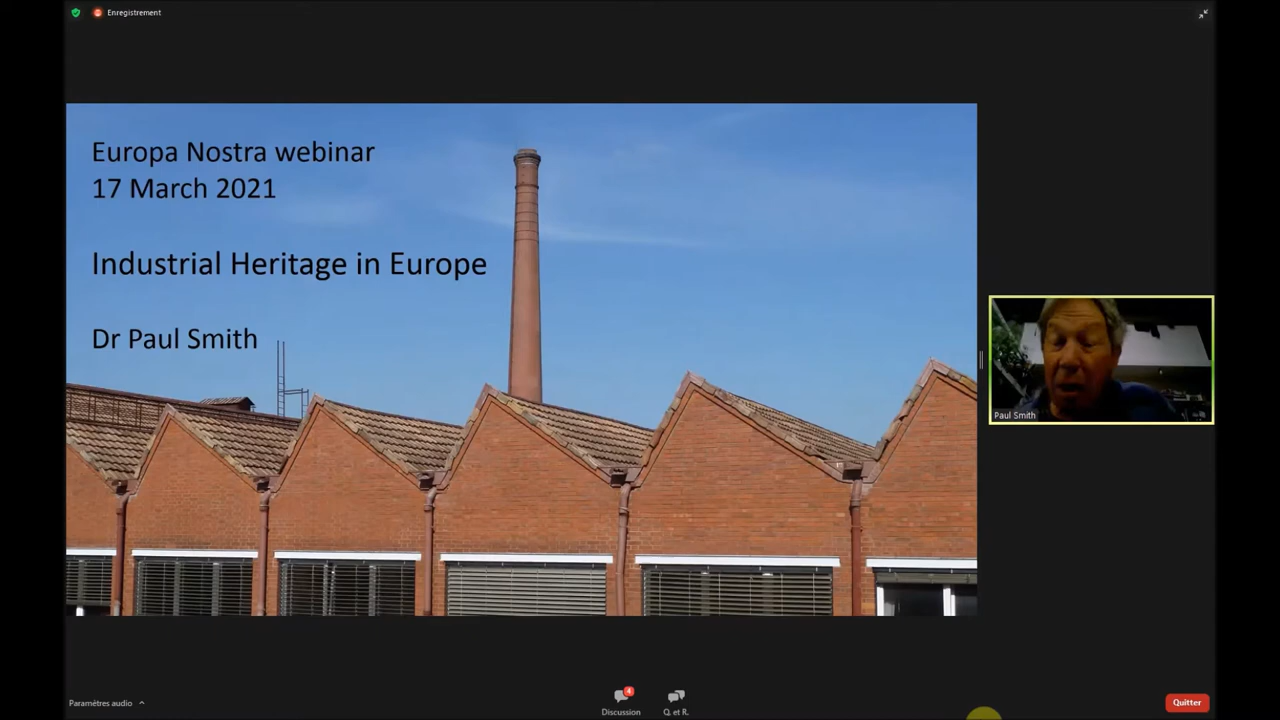 Enregistrement
Europa Nostra webinar
17 March 2021
Industrial Heritage in Europe
Dr Paul Smith
Paul Smith
Paramètres audio
4
Discussion
Q. et R.
Quitter